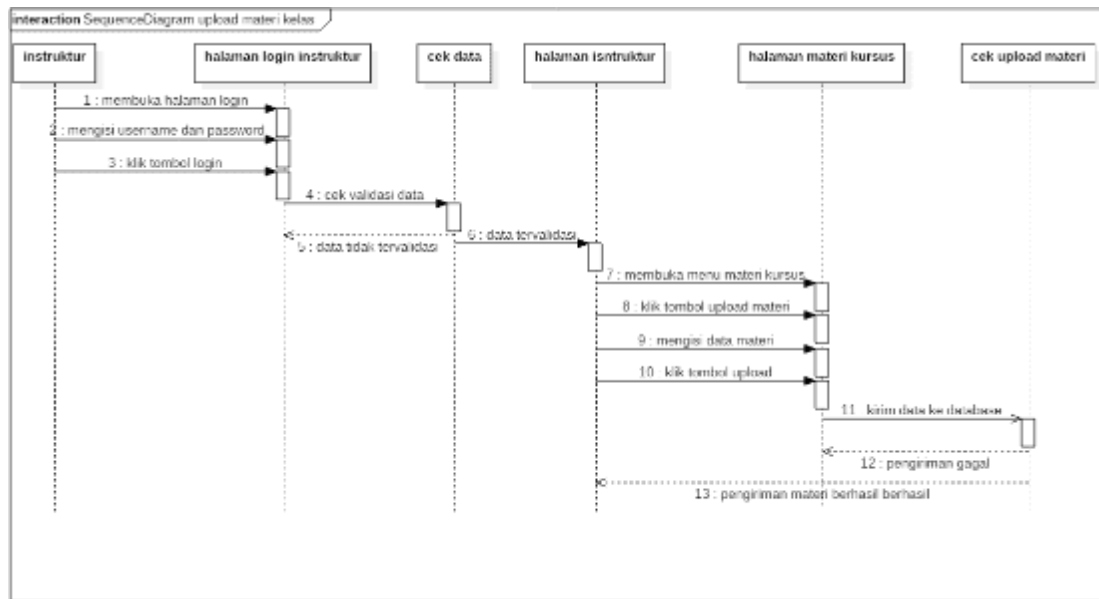 interaction SequenceDiagram upload materi kelas
instruktur
halaman login instruktur
cek data
halaman isntruktur
halaman materi kursus
cek upload materi
1 : membuka halaman login
2 : mengisi username dan password
3 : klik tombol login
4 : cek validasi data
5 : data tidak tervalidasi
6 : data tervalidasi
7 : membuka menu materi kursus
8 : klik tombol upload materi
9 : mengisi data materi
10 : klik tombol upload
11 : kirim data ke database
12 : pengiriman gagal
13 : pengiriman materi berhasil berhasil